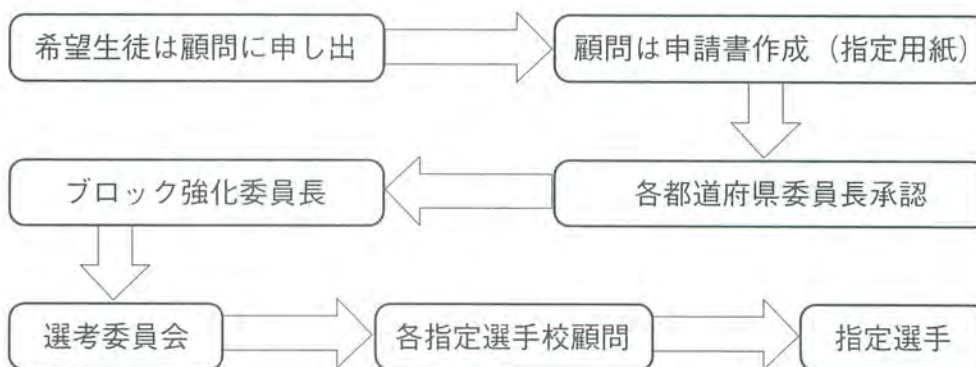 希望生徒は顧問に申し出
顧問は申請書作成（指定用紙）
各都道府県委員長承認
ブロック強化委員長
選考委員会
各指定選手校顧問
指定選手